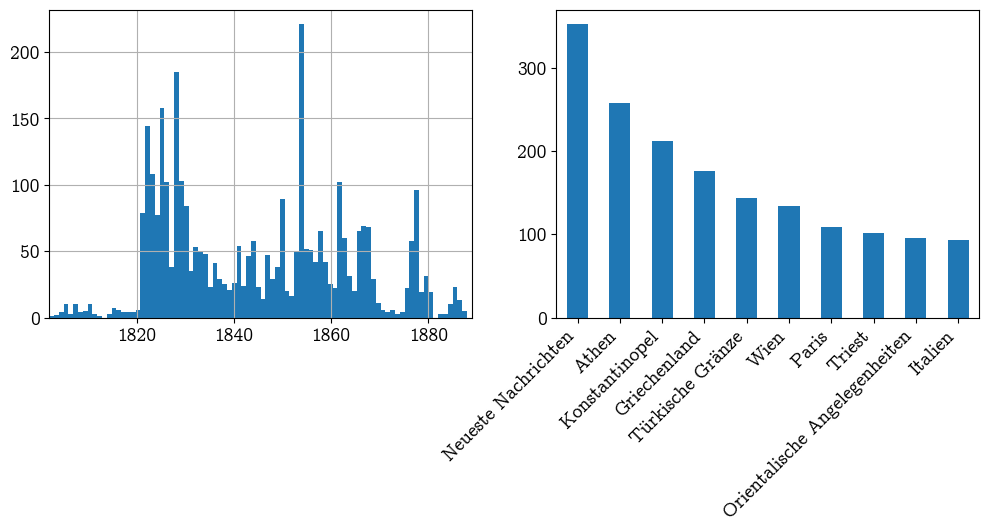 200
150
100
50
0
1820 1840 1860 1880
300
200
100
0
Neueste Nachrichten
Athen
Konstantinopel
Griechenland
Türkische Gränze
Wien
Paris
Triest
Orientalische Angelegenheiten
Italien